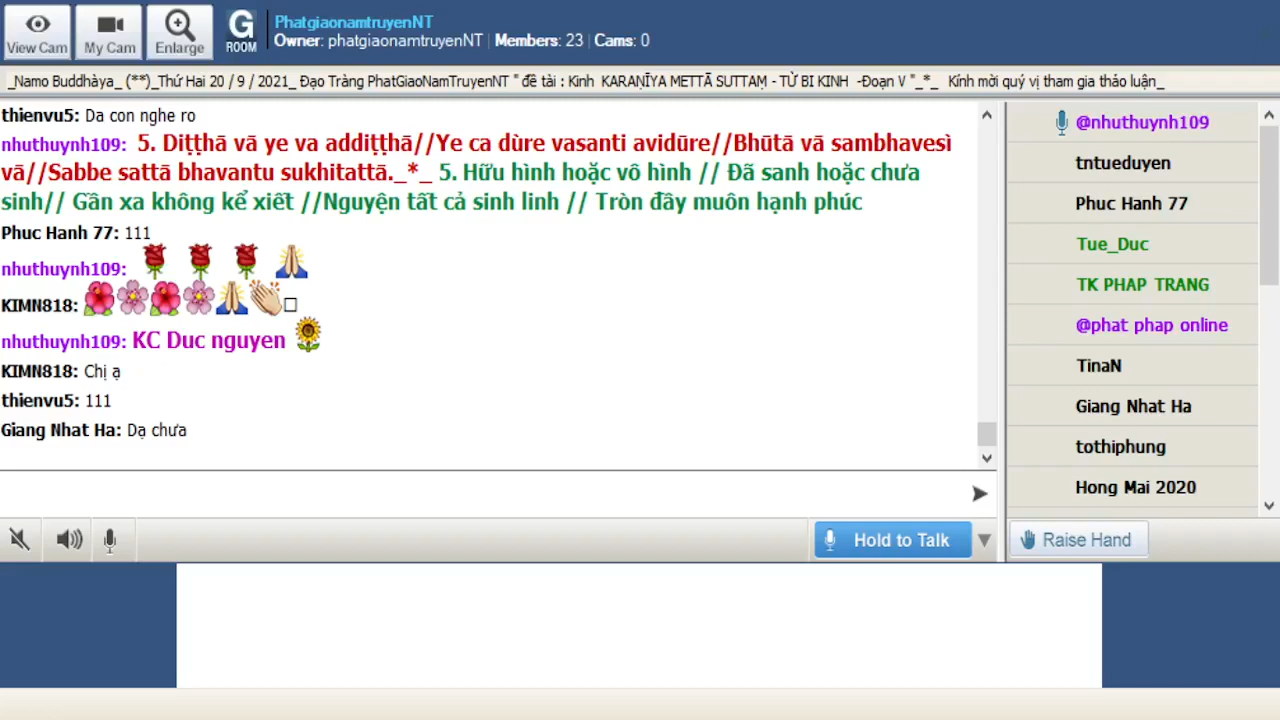 View Cam
My Cam
Enlarge
G
ROOM
PhatgiaonamtruyenNT
Owner: phatgiaonamtruyenNT | Members: 23 | Cams: 0
_Namo Buddhàya_ (**)_Thứ Hai 20 / 9 / 2021_ Đạo Tràng PhatGiaoNamTruyenNT " đề tài : Kinh KARAṆĪYA METTĀ SUTTAṂ - TỪ BI KINH -Đoạn V "_*_ Kính mời quý vị tham gia thảo luận_
thienvu5: Da con nghe ro
nhuthuynh109: 5. Diṭṭhā vā ye va addiṭṭhā//Ye ca dùre vasanti avidūre//Bhūtā vā sambhavesì
vā//Sabbe sattā bhavantu sukhitattā._*_ 5. Hữu hình hoặc vô hình // Đã sanh hoặc chưa
sinh// Gần xa không kể xiết //Nguyện tất cả sinh linh // Tròn đầy muôn hạnh phúc
Phuc Hanh 77: 111
nhuthuynh109:
KIMN818:
nhuthuynh109: KC Duc nguyen
KIMN818: Chị ạ
thienvu5: 111
Giang Nhat Ha: Dạ chưa
@nhuthuynh109
tntueduyen
Phuc Hanh 77
Tue_Duc
TK PHAP TRANG
@phat phap online
TinaN
Giang Nhat Ha
tothiphung
Hong Mai 2020
Hold to Talk
Raise Hand